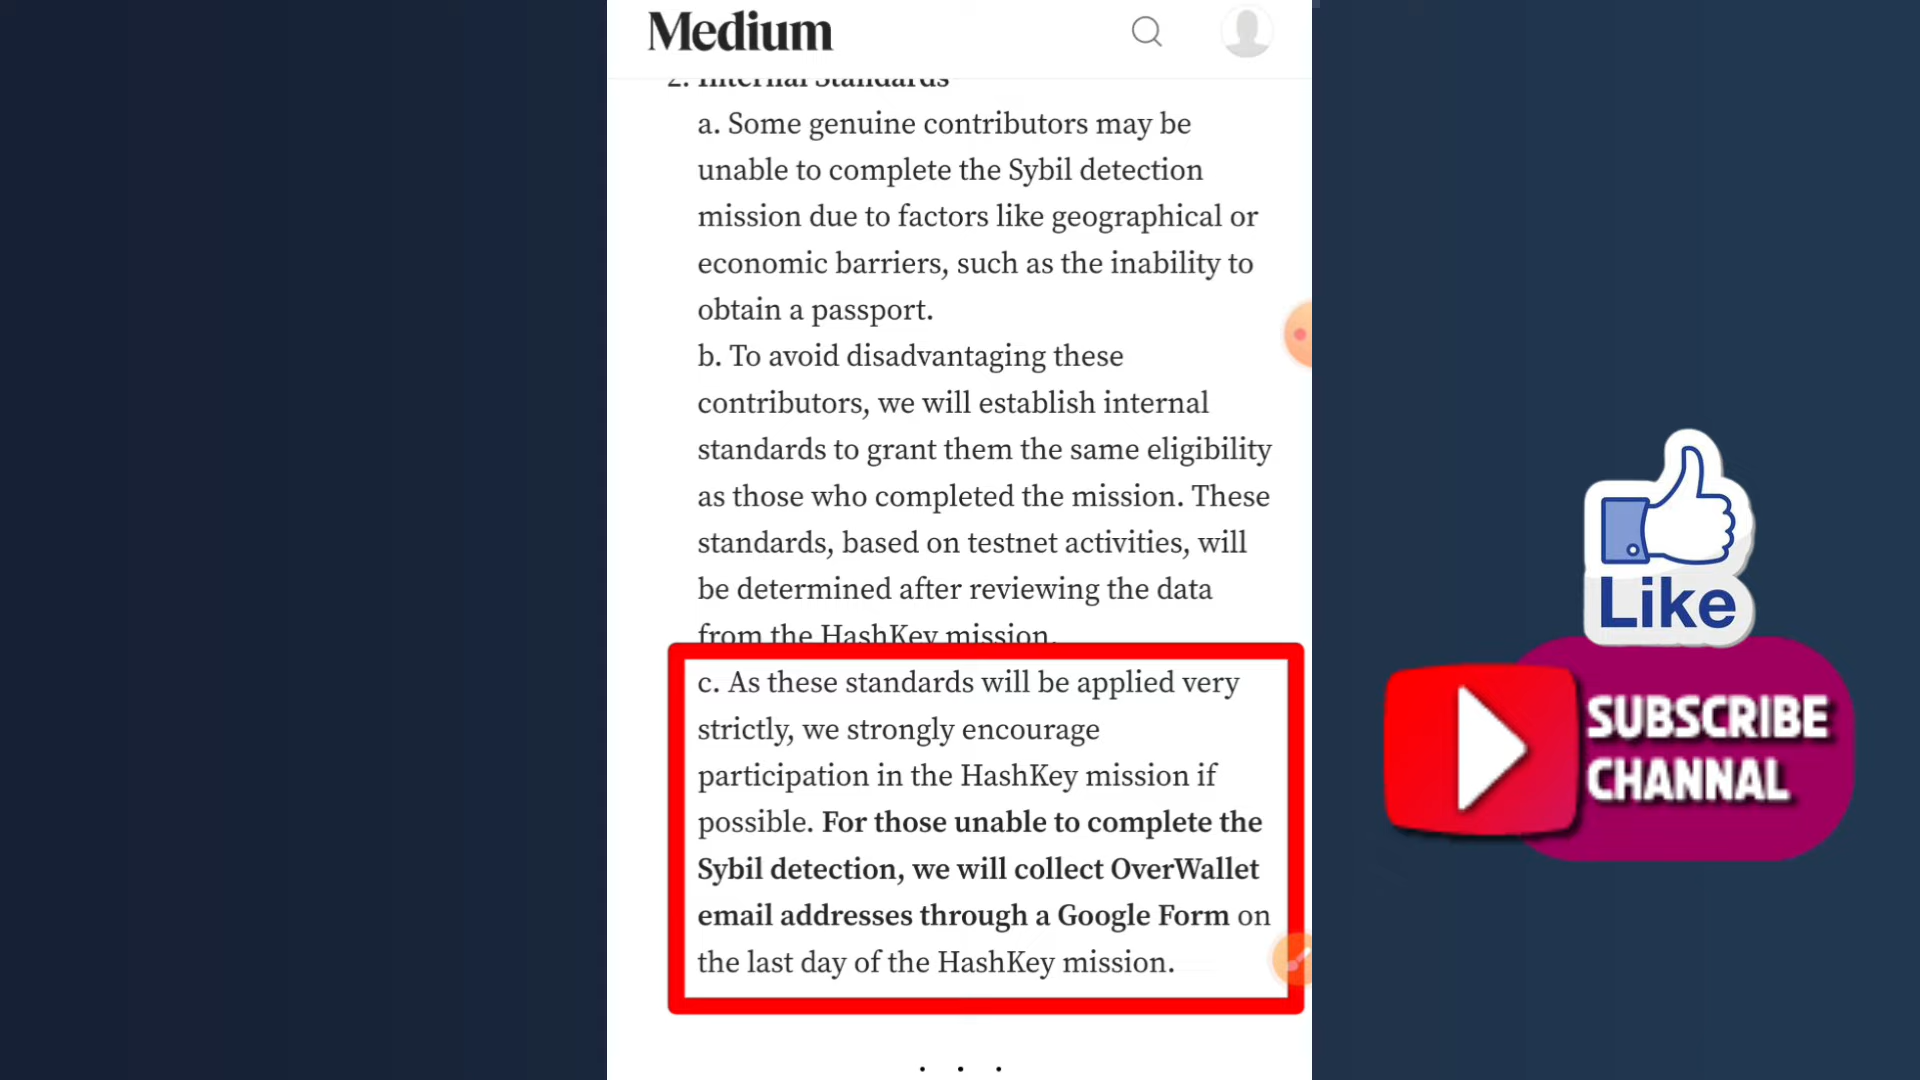 Medium
2. Internal Standards
a. Some genuine contributors may be
unable to complete the Sybil detection
mission due to factors like geographical or
economic barriers, such as the inability to
obtain a passport.
b. To avoid disadvantaging these
contributors, we will establish internal
standards to grant them the same eligibility
as those who completed the mission. These
standards, based on testnet activities, will
be determined after reviewing the data
from the HashKey mission.
c. As these standards will be applied very
strictly, we strongly encourage
participation in the HashKey mission if
possible. For those unable to complete the
Sybil detection, we will collect OverWallet
email addresses through a Google Form on
the last day of the HashKey mission.
. . .
Like
SUBSCRIBE
CHANNAL